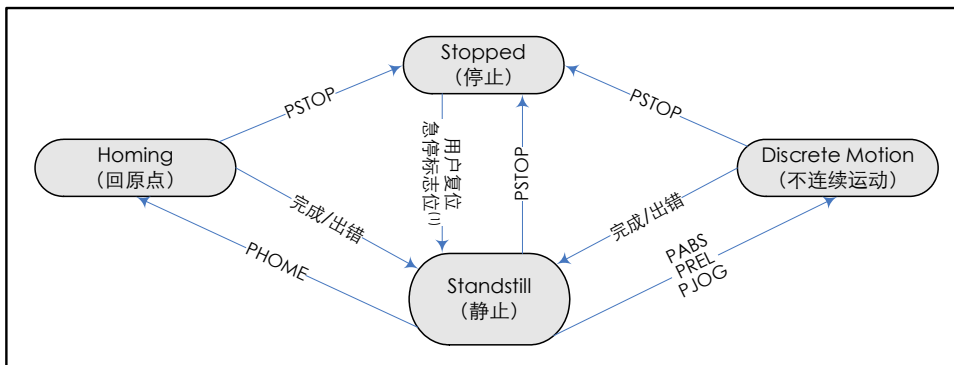 Stopped
（停止）
PSTOP
PSTOP
Homing
（回原点）
用户复位
急停标志位(1)
PSTOP
Discrete Motion
（不连续运动）
完成/出错
完成/出错
PHOME
PABS
PREL
PJOG
Standstill
（静止）